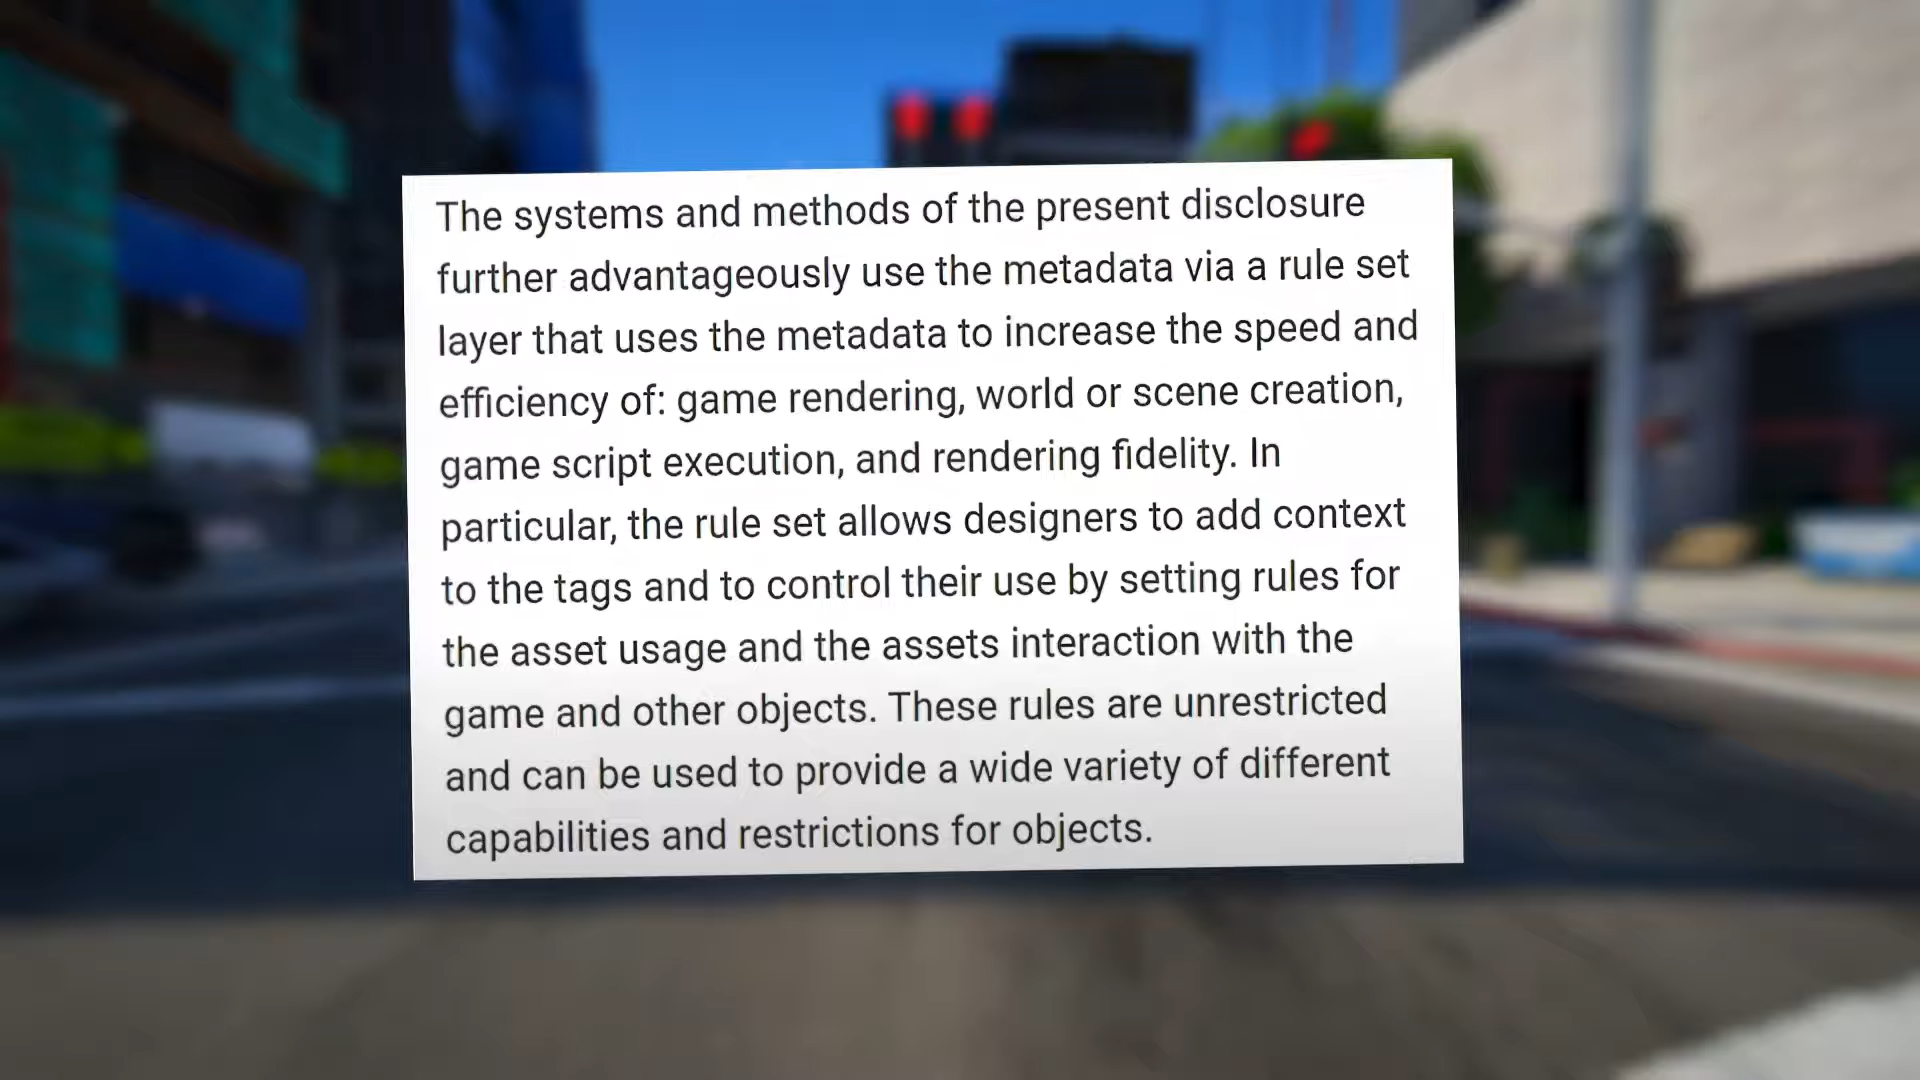 The systems and methods of the present disclosure
further advantageously use the metadata via a rule set
layer that uses the metadata to increase the speed and
efficiency of: game rendering, world or scene creation,
game script execution, and rendering fidelity. In
particular, the rule set allows designers to add context
to the tags and to control their use by setting rules for
the asset usage and the assets interaction with the
game and other objects. These rules are unrestricted
and can be used to provide a wide variety of different
capabilities and restrictions for objects.